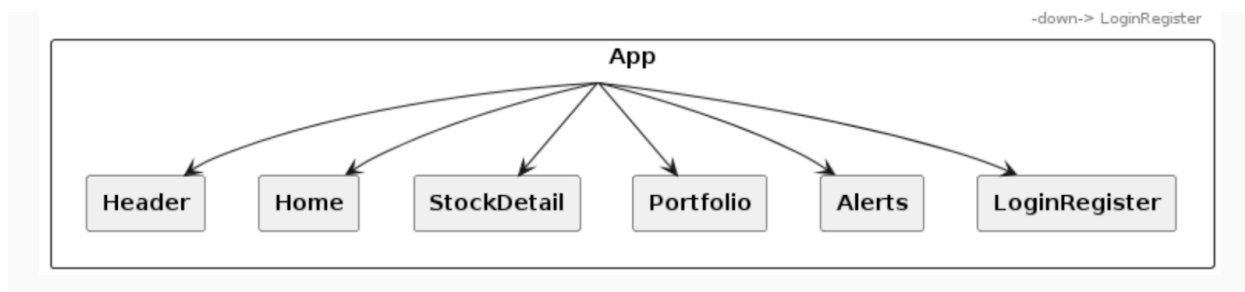 -down-> LoginRegister
App
Header
Home
StockDetail
Portfolio
Alerts
LoginRegister